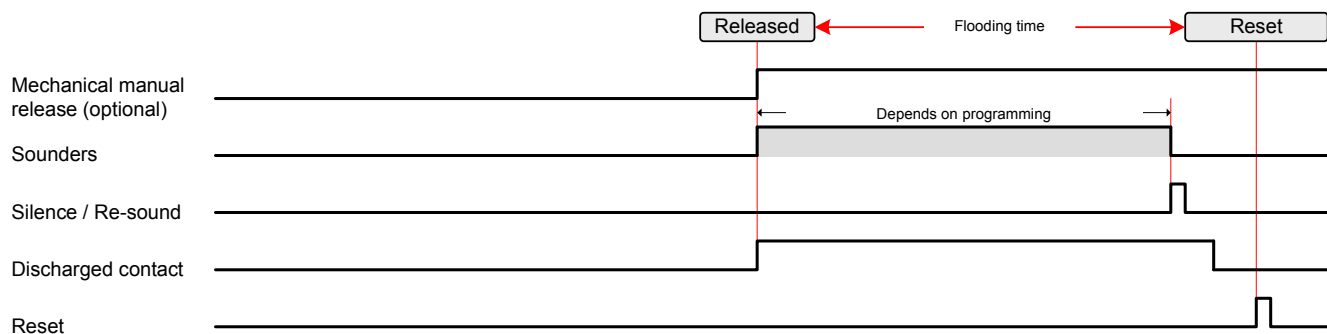 Released
Flooding time
Reset
Mechanical manual
release (optional)
Depends on programming
Sounders
Silence / Re-sound
Discharged contact
Reset